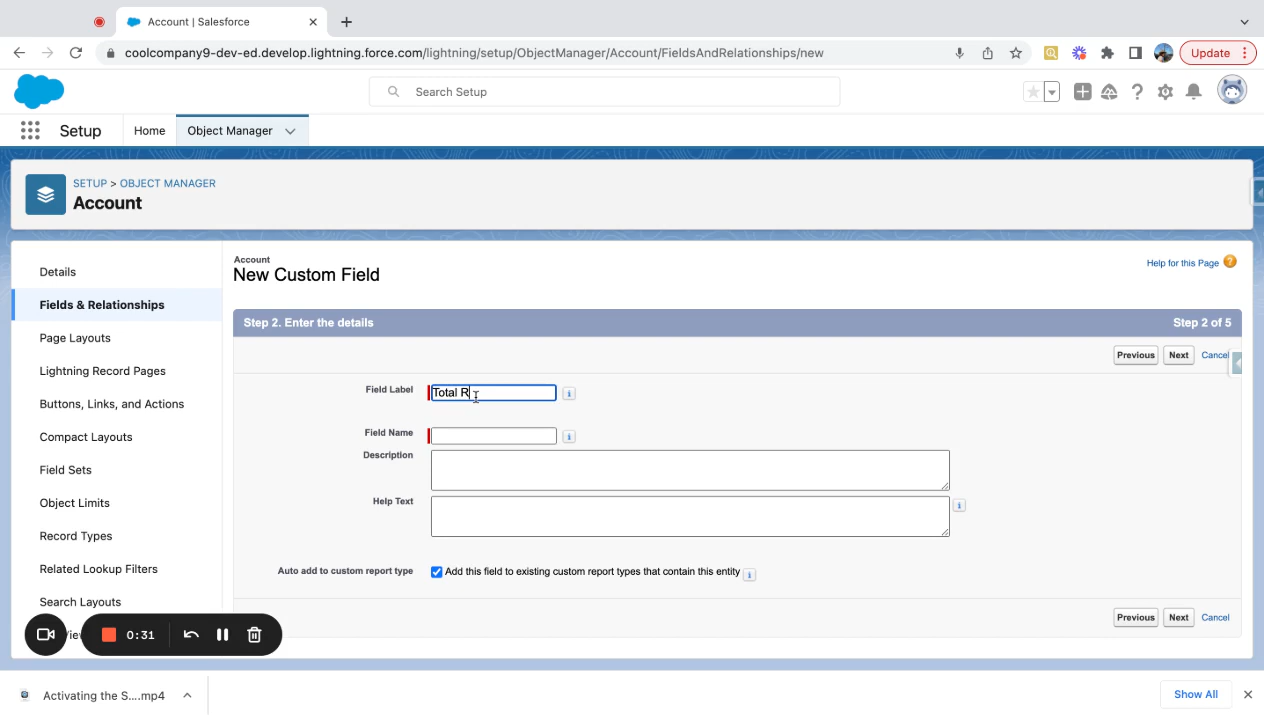 Account | Salesforce
coolcompany9-dev-ed.develop.lightning.force.com/lightning/setup/ObjectManager/Account/FieldsAndRelationships/new
Update
Search Setup
Setup
Home
Object Manager
SETUP > OBJECT MANAGER
Account
Details
Fields & Relationships
Page Layouts
Lightning Record Pages
Buttons, Links, and Actions
Compact Layouts
Field Sets
Object Limits
Record Types
Related Lookup Filters
Search Layouts
Account
New Custom Field
Help for this Page
Step 2. Enter the details
Step 2 of 5
Previous
Next
Cancel
Field Label
Total R
Field Name
Description
Help Text
Auto add to custom report type
Add this field to existing custom report types that contain this entity
Previous
Next
Cancel
0:31
Activating the S....mp4
Show All